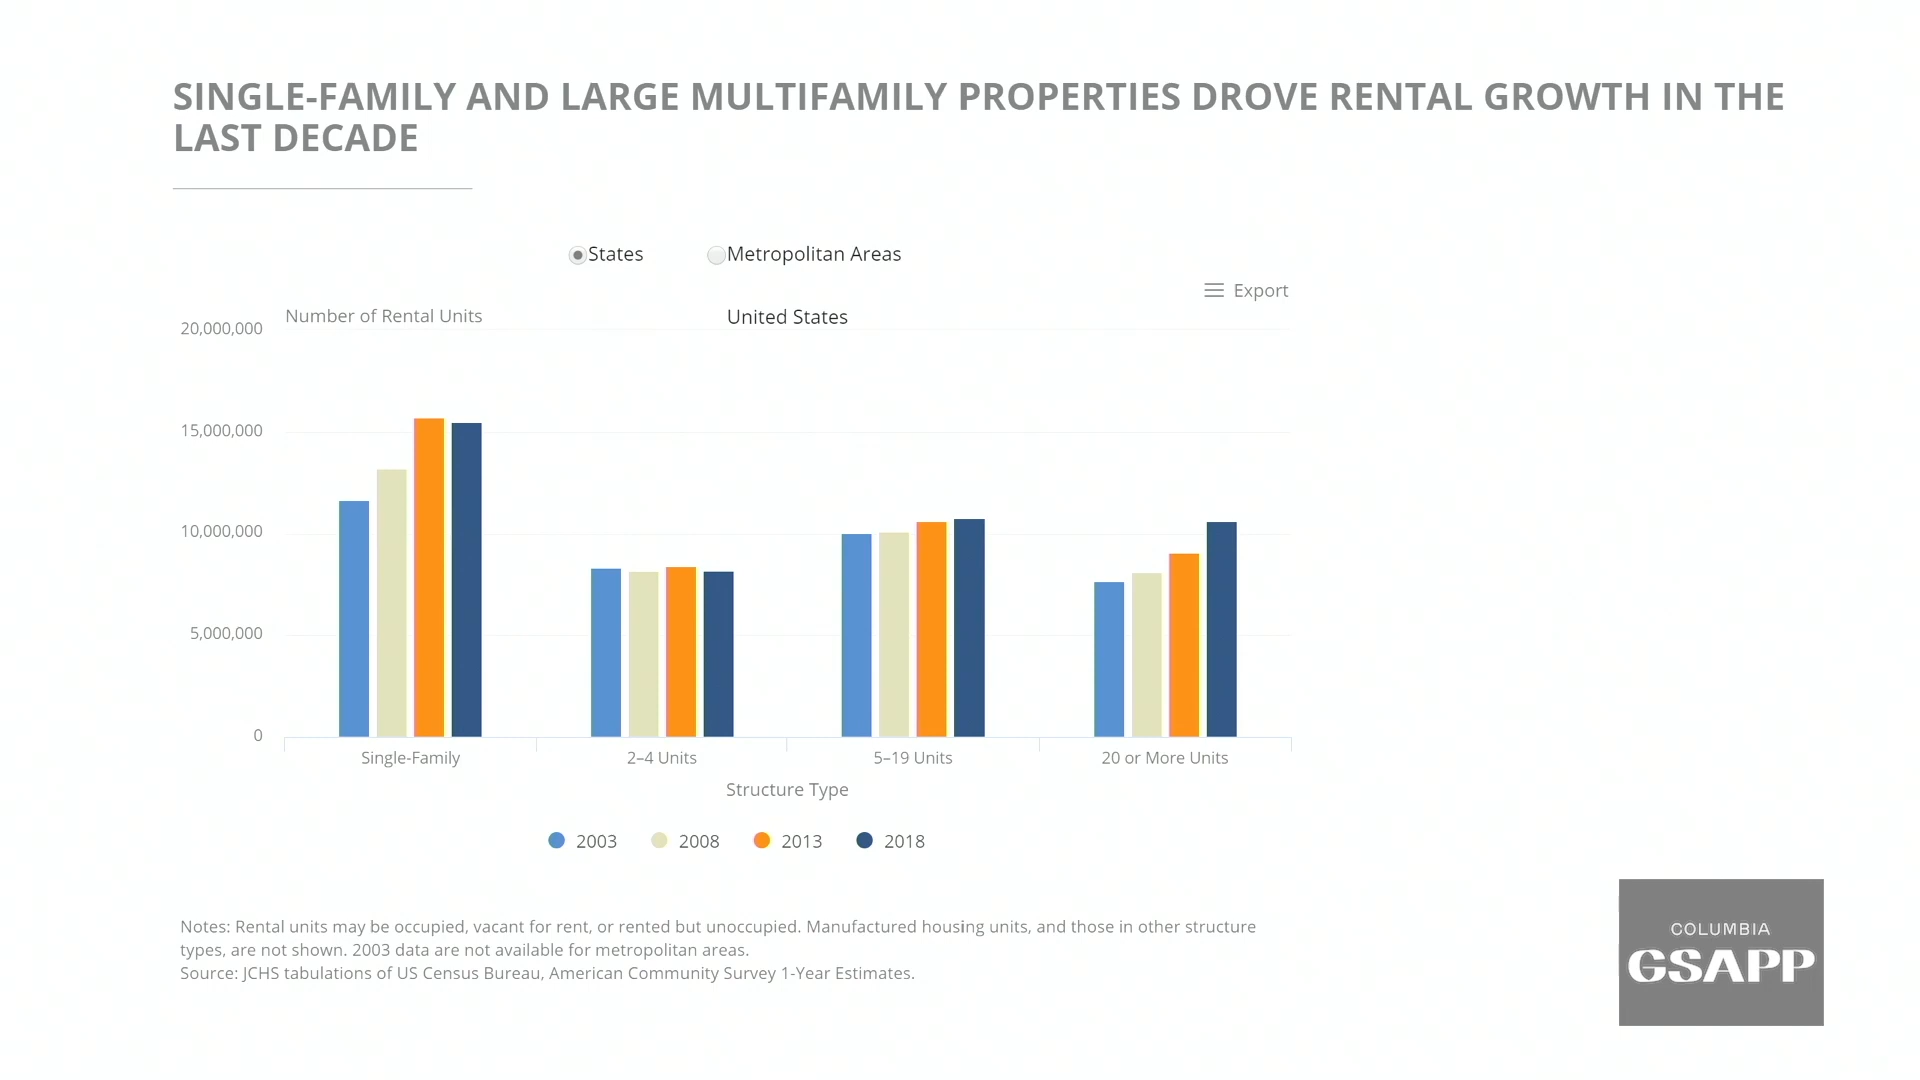 SINGLE-FAMILY AND LARGE MULTIFAMILY PROPERTIES DROVE RENTAL GROWTH IN THE
LAST DECADE
States
Metropolitan Areas
Export
Number of Rental Units
United States
20,000,000
15,000,000
10,000,000
5,000,000
0
Single-Family
2–4 Units
5–19 Units
20 or More Units
Structure Type
2003
2008
2013
2018
Notes: Rental units may be occupied, vacant for rent, or rented but unoccupied. Manufactured housing units, and those in other structure
types, are not shown. 2003 data are not available for metropolitan areas.
Source: JCHS tabulations of US Census Bureau, American Community Survey 1-Year Estimates.
COLUMBIA
GSAPP